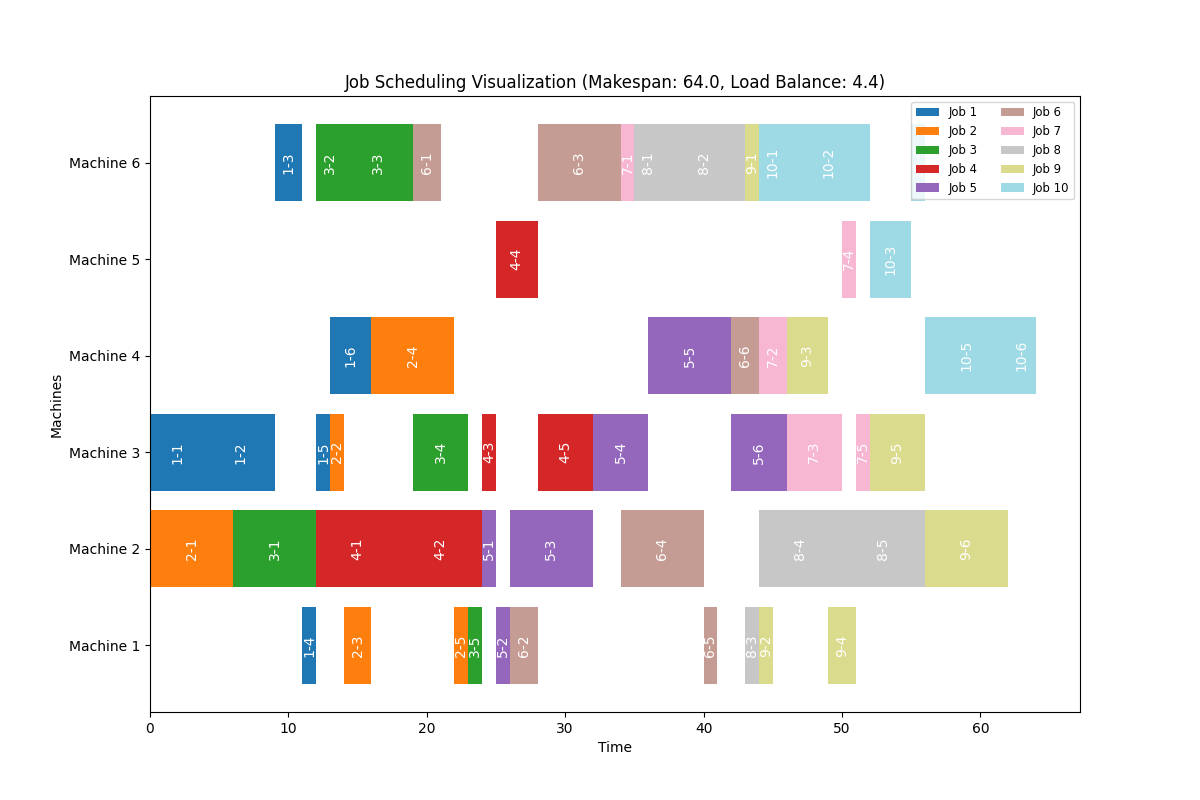 Job Scheduling Visualization (Makespan: 64.0, Load Balance: 4.4)
Job 1 Job 6
Job 2 Job 7
Job 3 Job 8
Job 4 Job 9
Job 5 Job 10
Machine 6 1-3 3-2 3-3 6-1 6-3 7-1 8-1 8-2 9-1 10-1 10-2
Machine 5 4-4 7-4 10-3
Machine 4 1-6 2-4 5-5 6-6 7-2 9-3 10-5 10-6
Machine 3 1-1 1-2 1-5 2-2 3-4 4-3 4-5 5-4 5-6 7-3 7-5 9-5
Machine 2 2-1 3-1 4-1 4-2 5-1 5-3 6-4 8-4 8-5 9-6
Machine 1 1-4 2-3 2-5 3-5 5-2 6-2 6-5 8-3 9-2 9-4
Machines
0 10 20 30 40 50 60
Time